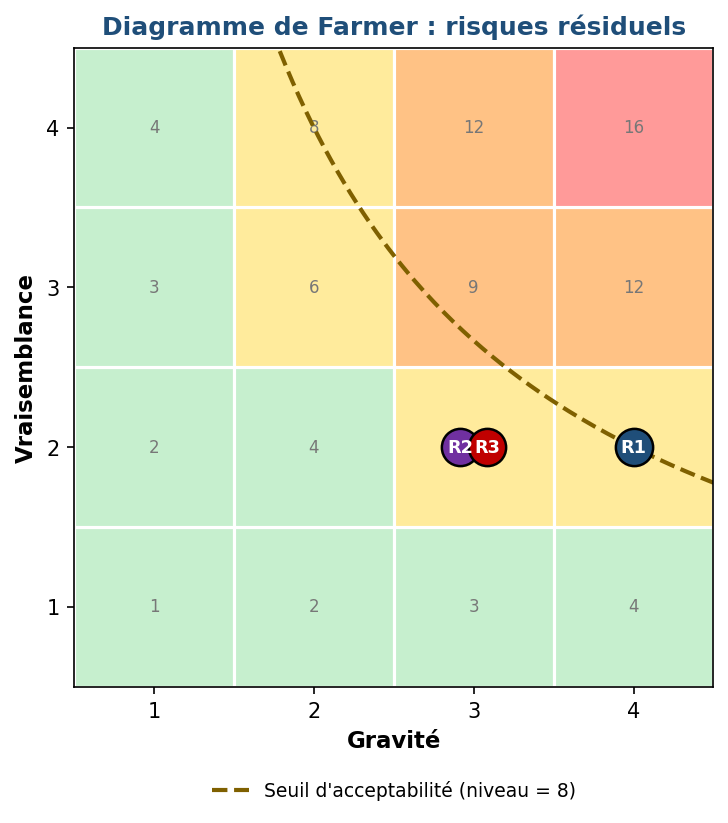 Diagramme de Farmer : risques résiduels
Vraisemblance
4 4 8 12 16
3 3 6 9 12
2 2 4 R2 R3 R1
1 1 2 3 4
1 2 3 4
Gravité
Seuil d'acceptabilité (niveau = 8)